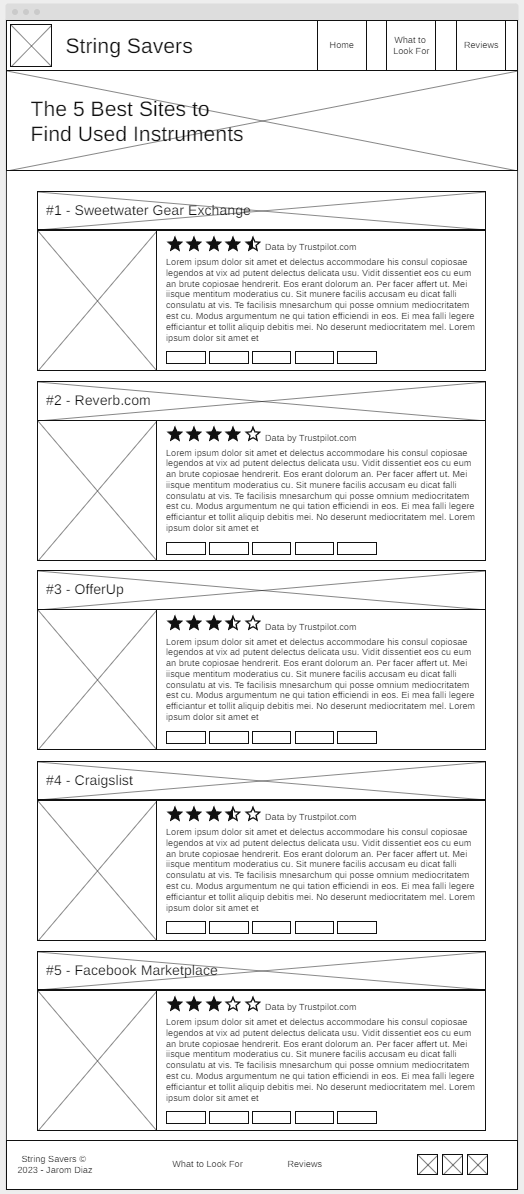 String Savers
Home
What to
Look For
Reviews
The 5 Best Sites to
Find Used Instruments
#1 - Sweetwater Gear Exchange
Data by Trustpilot.com
Lorem ipsum dolor sit amet et delectus accommodare his consul copiosae
legendos at vix ad putent delectus delicata usu. Vidit dissentiet eos cu eum
an brute copiosae hendrerit. Eos erant dolorum an. Per facer affert ut. Mei
iisque mentitum moderatius cu. Sit munere facilis accusam eu dicat falli
consulatu at vis. Te facilisis mnesarchum qui posse omnium mediocritatem
est cu. Modus argumentum ne qui tation efficiendi in eos. Ei mea falli legere
efficiantur et tollit aliquip debitis mei. No deserunt mediocritatem mel. Lorem
ipsum dolor sit amet et
#2 - Reverb.com
Data by Trustpilot.com
Lorem ipsum dolor sit amet et delectus accommodare his consul copiosae
legendos at vix ad putent delectus delicata usu. Vidit dissentiet eos cu eum
an brute copiosae hendrerit. Eos erant dolorum an. Per facer affert ut. Mei
iisque mentitum moderatius cu. Sit munere facilis accusam eu dicat falli
consulatu at vis. Te facilisis mnesarchum qui posse omnium mediocritatem
est cu. Modus argumentum ne qui tation efficiendi in eos. Ei mea falli legere
efficiantur et tollit aliquip debitis mei. No deserunt mediocritatem mel. Lorem
ipsum dolor sit amet et
#3 - OfferUp
Data by Trustpilot.com
Lorem ipsum dolor sit amet et delectus accommodare his consul copiosae
legendos at vix ad putent delectus delicata usu. Vidit dissentiet eos cu eum
an brute copiosae hendrerit. Eos erant dolorum an. Per facer affert ut. Mei
iisque mentitum moderatius cu. Sit munere facilis accusam eu dicat falli
consulatu at vis. Te facilisis mnesarchum qui posse omnium mediocritatem
est cu. Modus argumentum ne qui tation efficiendi in eos. Ei mea falli legere
efficiantur et tollit aliquip debitis mei. No deserunt mediocritatem mel. Lorem
ipsum dolor sit amet et
#4 - Craigslist
Data by Trustpilot.com
Lorem ipsum dolor sit amet et delectus accommodare his consul copiosae
legendos at vix ad putent delectus delicata usu. Vidit dissentiet eos cu eum
an brute copiosae hendrerit. Eos erant dolorum an. Per facer affert ut. Mei
iisque mentitum moderatius cu. Sit munere facilis accusam eu dicat falli
consulatu at vis. Te facilisis mnesarchum qui posse omnium mediocritatem
est cu. Modus argumentum ne qui tation efficiendi in eos. Ei mea falli legere
efficiantur et tollit aliquip debitis mei. No deserunt mediocritatem mel. Lorem
ipsum dolor sit amet et
#5 - Facebook Marketplace
Data by Trustpilot.com
Lorem ipsum dolor sit amet et delectus accommodare his consul copiosae
legendos at vix ad putent delectus delicata usu. Vidit dissentiet eos cu eum
an brute copiosae hendrerit. Eos erant dolorum an. Per facer affert ut. Mei
iisque mentitum moderatius cu. Sit munere facilis accusam eu dicat falli
consulatu at vis. Te facilisis mnesarchum qui posse omnium mediocritatem
est cu. Modus argumentum ne qui tation efficiendi in eos. Ei mea falli legere
efficiantur et tollit aliquip debitis mei. No deserunt mediocritatem mel. Lorem
ipsum dolor sit amet et
String Savers ©
2023 - Jarom Diaz
What to Look For
Reviews